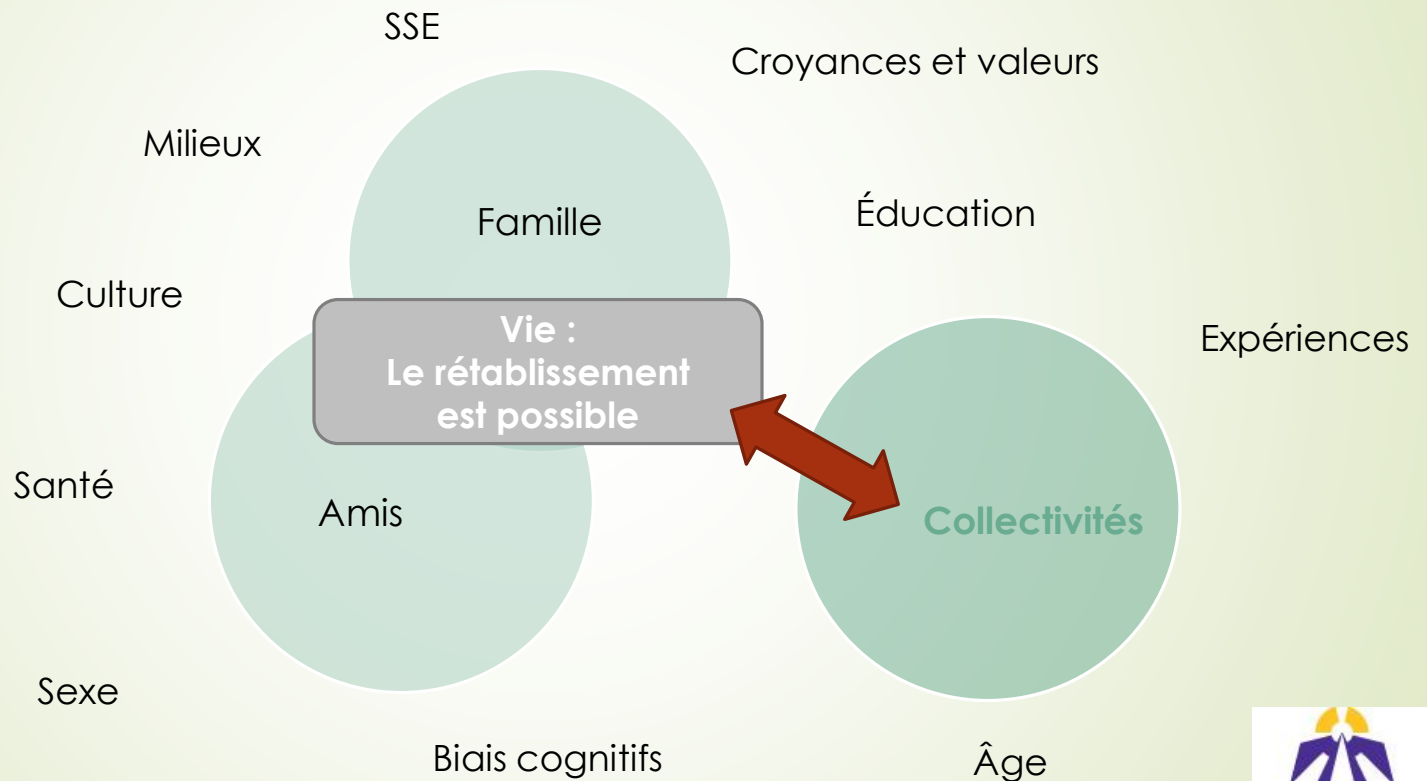 SSE
Croyances et valeurs
Milieux
Famille
Éducation
Culture
Vie :
Le rétablissement
est possible
Expériences
Santé
Amis
Collectivités
Sexe
Biais cognitifs
Âge